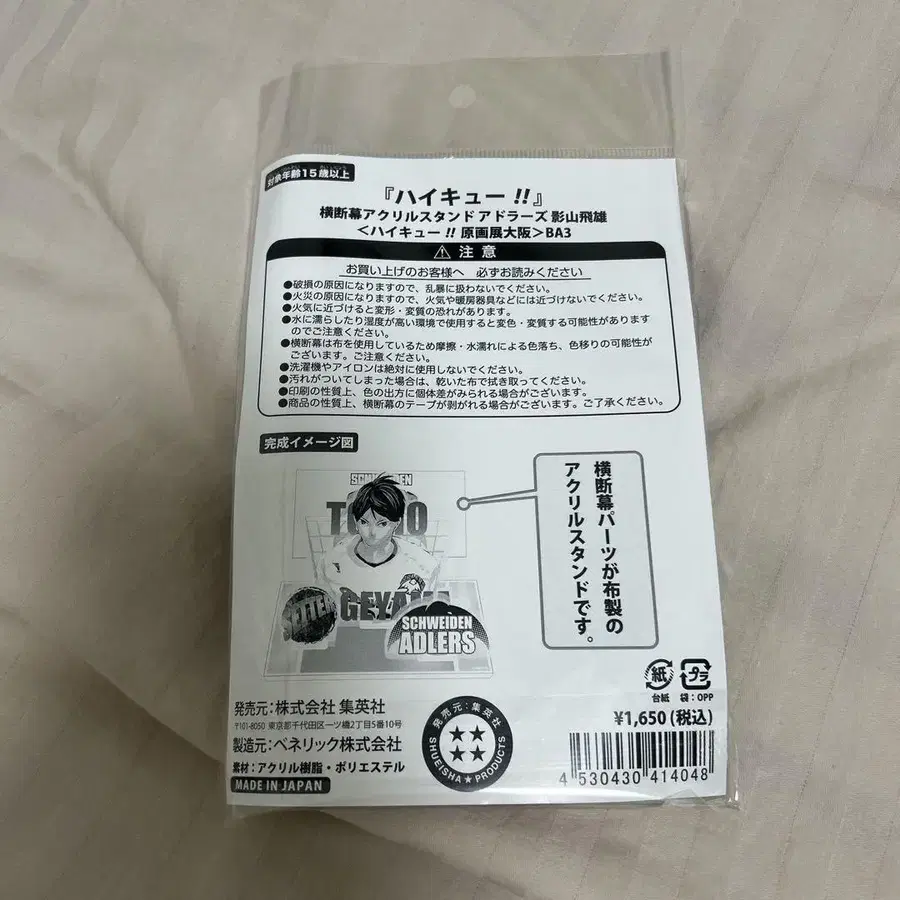 対象年齢15歳以上
『ハイキュー!!』
横断幕アクリルスタンド アドラーズ 影山飛雄
<ハイキュー!! 原画展大阪>BA3
⚠ 注意
お買い上げのお客様へ 必ずお読みください
●破損の原因になりますので、乱暴に扱わないでください。
●火災の原因になりますので、火気や暖房器具などには近づけないでください。
●火気に近づけると変形・変質の恐れがあります。
●水に濡らしたり湿度が高い環境で使用すると変色・変質する可能性があります
のでご注意ください。
●横断幕は布を使用しているため摩擦・水濡れによる色落ち、色移りの可能性が
ございます。ご注意ください。
●洗濯機やアイロンは絶対に使用しないでください。
●汚れがついてしまった場合は、乾いた布で拭き取ってください。
●印刷の性質上、色の出方に個体差がみられる場合がございます。
●商品の性質上、横断幕のテープが剥がれる場合がございます。ご了承ください。
完成イメージ図
横断幕パーツが布製の
アクリルスタンドです。
SETTER
GEYAMA
SCHWEIDEN
ADLERS
紙
プラ
台紙 袋:OPP
発売元:株式会社 集英社
〒101-8050 東京都千代田区一ツ橋2丁目5番10号
製造元:ベネリック株式会社
素材:アクリル樹脂・ポリエステル
MADE IN JAPAN
発売元:集英社
SHUEISHA★PRODUCTS
¥1,650(税込)
4 530430 414048